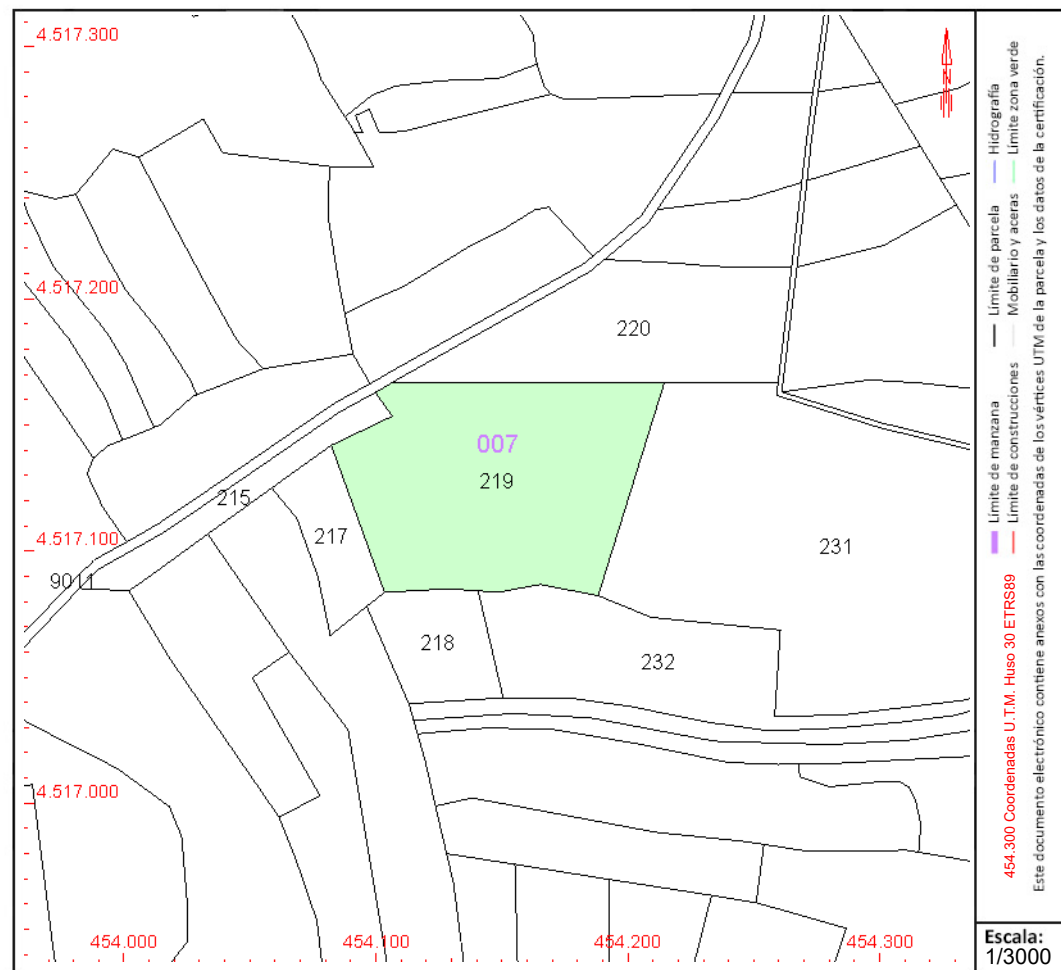 4.517.300
N
4.517.200
220
007
219
4.517.100
215
217
231
90 11
218
232
4.517.000
454.000
454.100
454.200
454.300
Límite de manzana
Límite de parcela
Hidrografía
Límite de construcciones
Mobiliario y aceras
Límite zona verde
454.300 Coordenadas U.T.M. Huso 30 ETRS89
Este documento electrónico contiene anexos con las coordenadas de los vértices UTM de la parcela y los datos de la certificación.
Escala:
1/3000